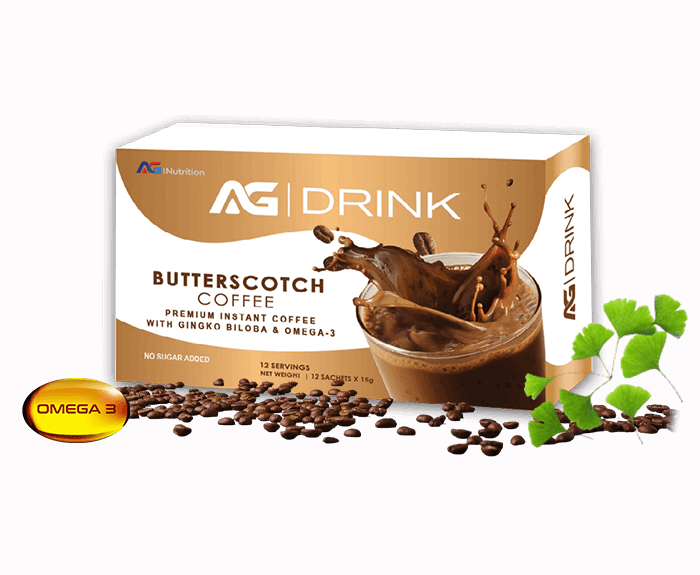 AG | Nutrition
AG | DRINK
BUTTERSCOTCH
COFFEE
PREMIUM INSTANT COFFEE
WITH GINGKO BILOBA & OMEGA-3
NO SUGAR ADDED
12 SERVINGS
NET WEIGHT | 12 SACHETS X 15g
AG | DRINK
OMEGA 3